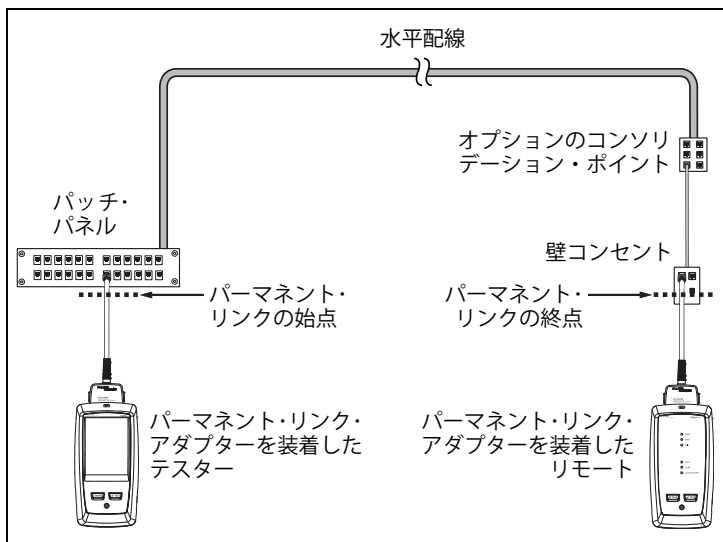 水平配線
オプションのコンソリ
デーション・ポイント
パッチ・
パネル
壁コンセント
パーマネント・
リンクの始点
パーマネント・
リンクの終点
パーマネント・リンク・
アダプターを装着した
テスター
パーマネント・リンク・
アダプターを装着した
リモート